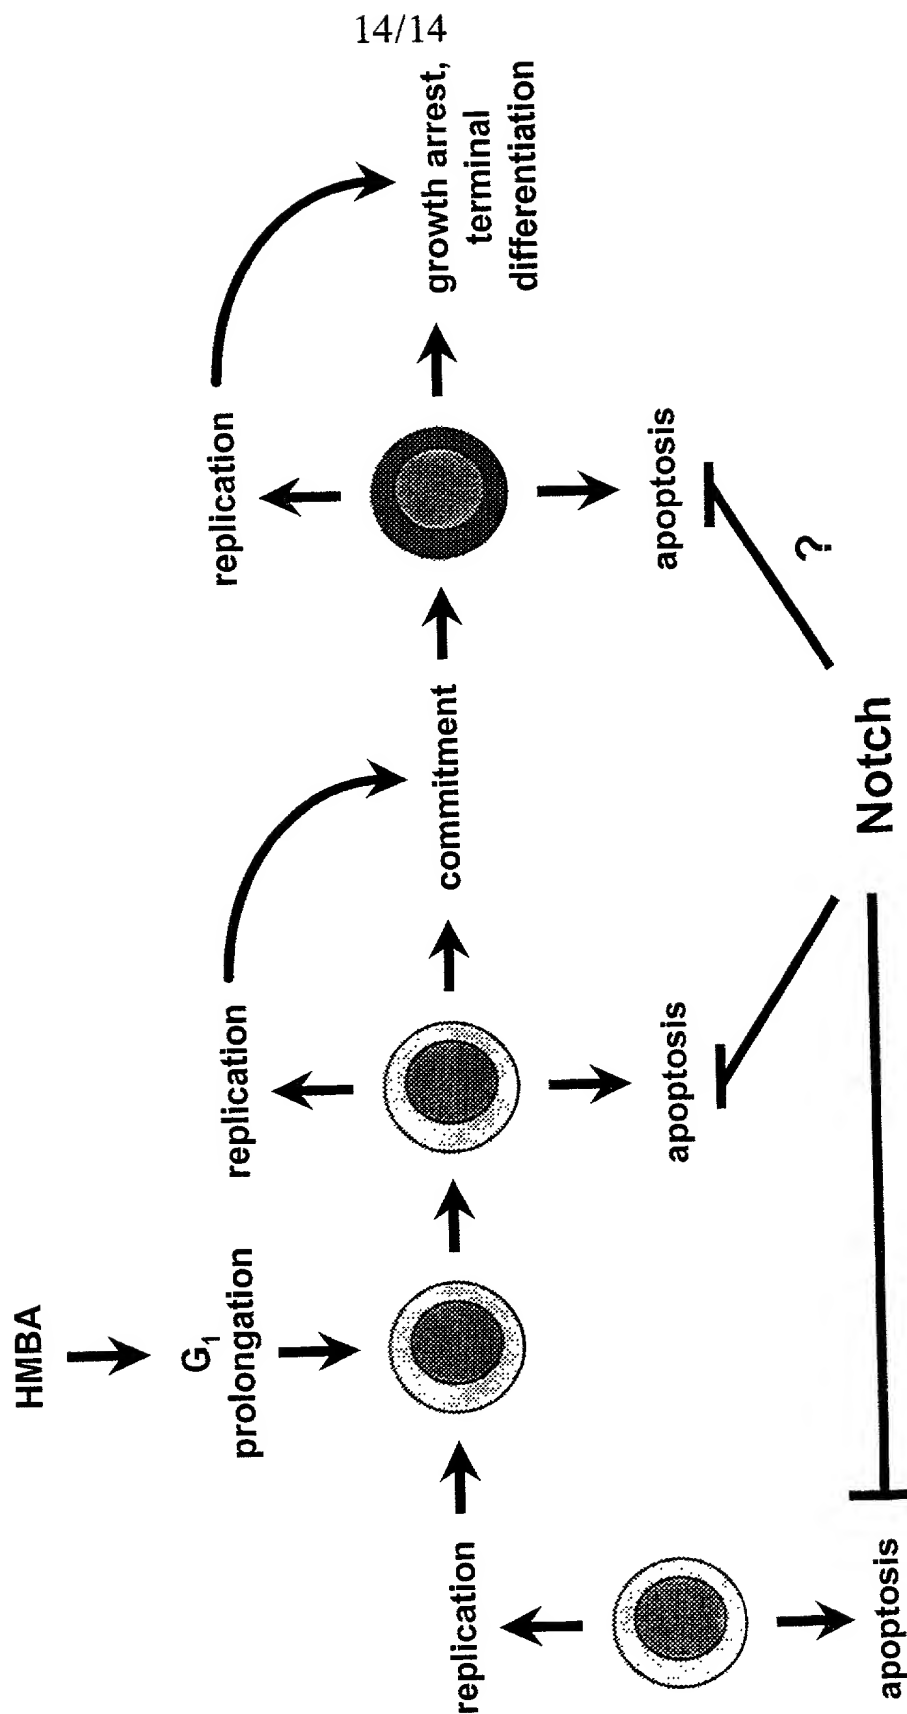 14/14
HMBA
G₁
prolongation
replication
replication
replication
commitment
growth arrest,
terminal
differentiation
apoptosis
apoptosis
apoptosis
?
Notch